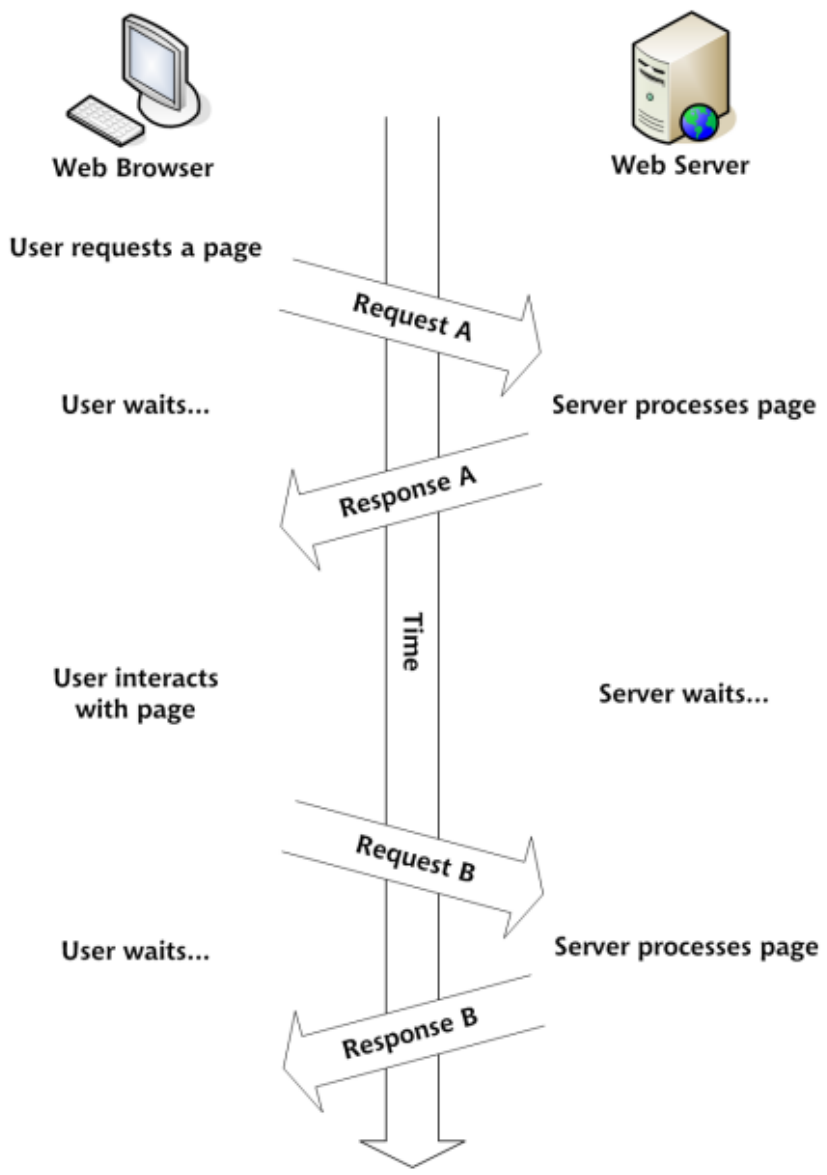 Web Browser
Web Server
User requests a page
Request A
User waits...
Server processes page
Response A
Time
User interacts
with page
Server waits...
Request B
User waits...
Server processes page
Response B